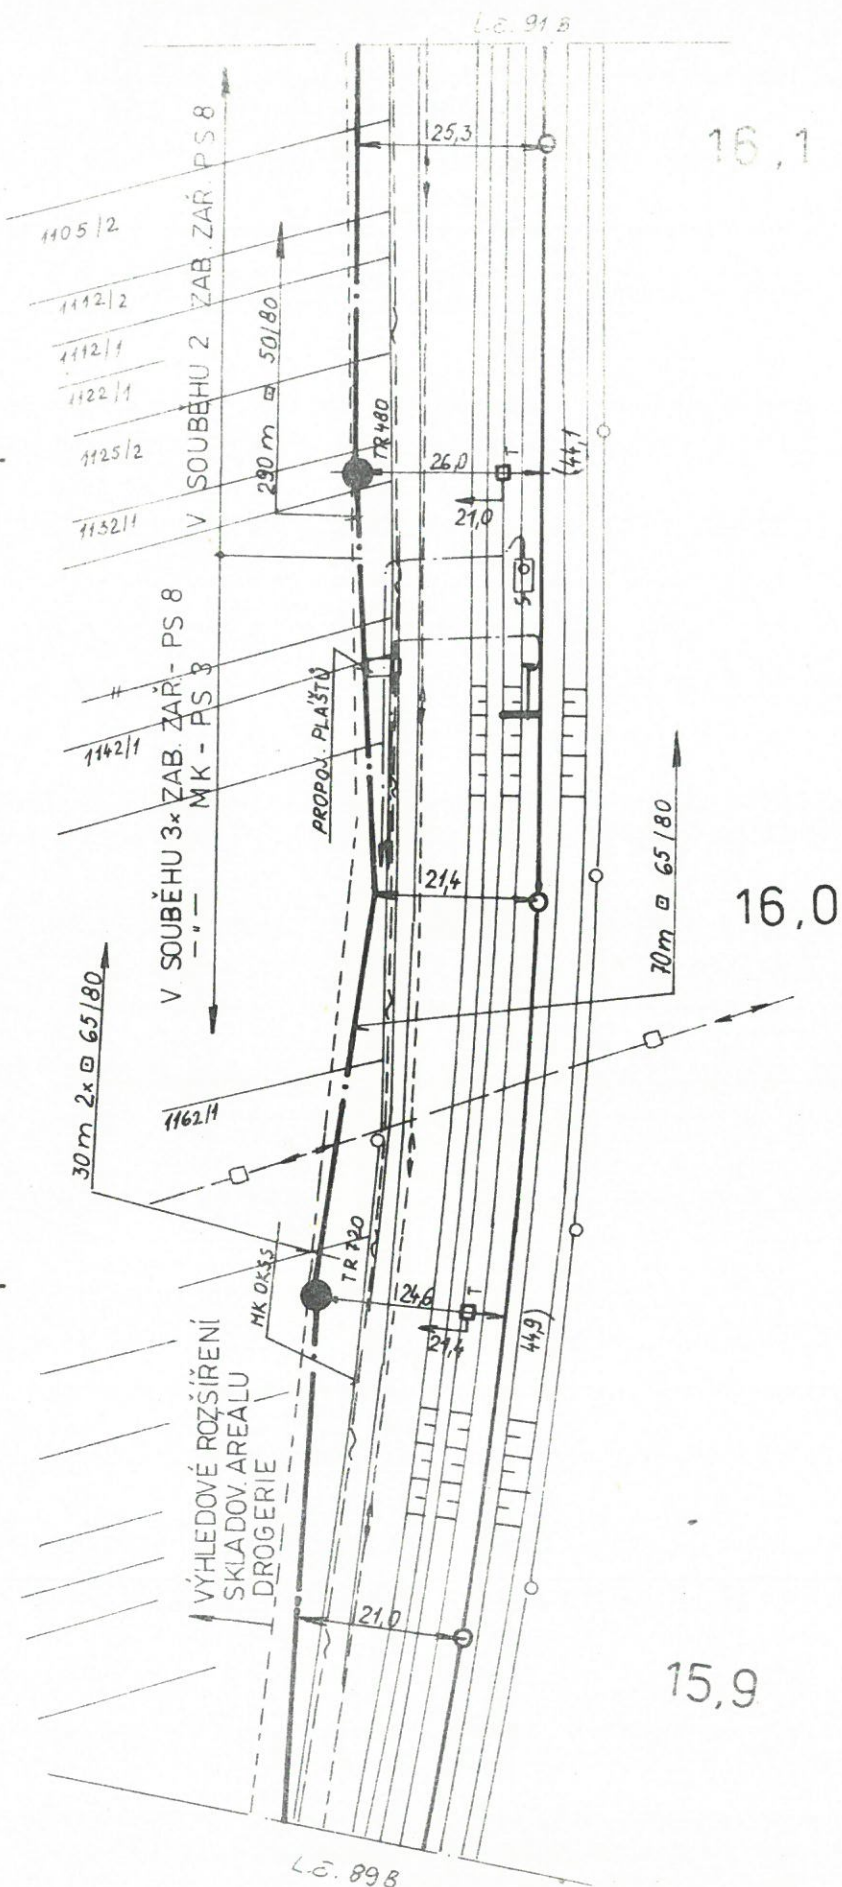 L.č. 91 B
16,1
25,3
1105/2
1112/2
1112/1
1122/1
1125/2
1132/1
V SOUBĚHU 2 ZAB. ZAŘ. PS 8
290 m 50/80
TR 480
26,0
T
(44,1
21,0
S
"
1142/1
V SOUBĚHU 3x ZAB. ZAŘ. - PS 8
— " — MK - PS 3
PROPOJ. PLÁŠTŮ
21,4
16,0
70m 65/80
30m 2x 65/80
1162/1
MK OKSS
TR 720
24,6
T
21,4
44,9)
VÝHLEDOVÉ ROZŠÍŘENÍ
SKLADOV. AREÁLU
DROGERIE
21,0
15,9
L.č. 89 B